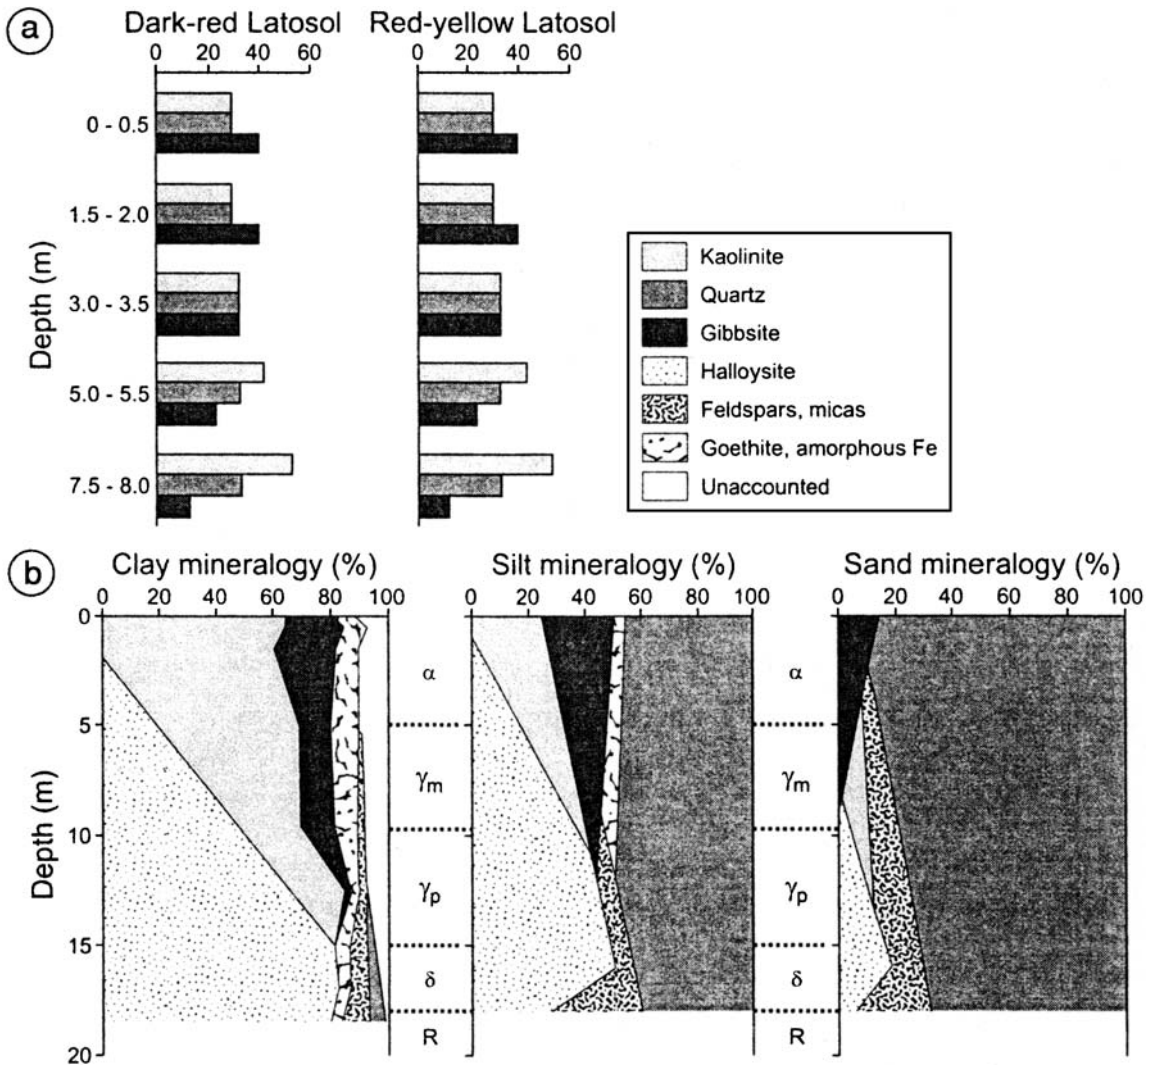 a
Dark-red Latosol Red-yellow Latosol
0 20 40 60 0 20 40 60
Depth (m)
0 - 0.5
1.5 - 2.0
3.0 - 3.5
5.0 - 5.5
7.5 - 8.0
Kaolinite
Quartz
Gibbsite
Halloysite
Feldspars, micas
Goethite, amorphous Fe
Unaccounted
b
Clay mineralogy (%) Silt mineralogy (%) Sand mineralogy (%)
0 20 40 60 80 100 0 20 40 60 80 100 0 20 40 60 80 100
Depth (m)
0
5
10
15
20
α
γm
γp
δ
R
α
γm
γp
δ
R